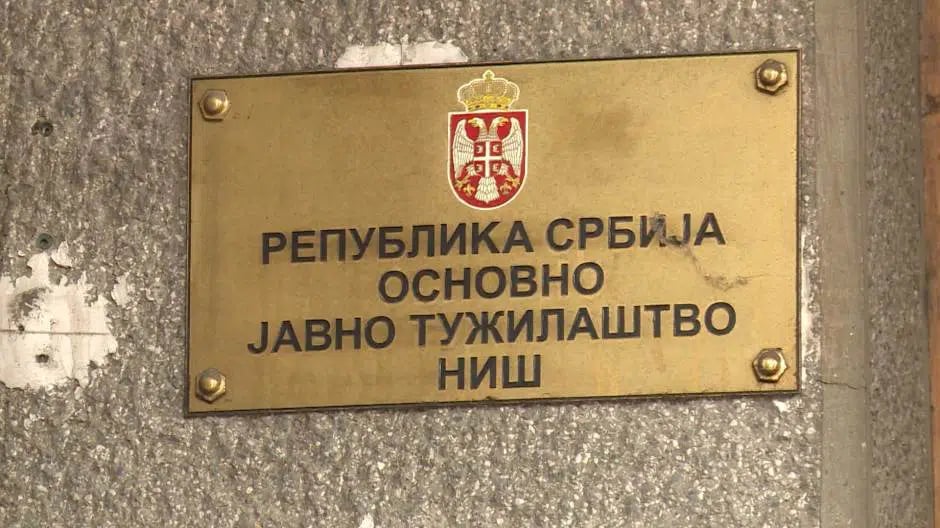 РЕПУБЛИКА СРБИЈА
ОСНОВНО
ЈАВНО ТУЖИЛАШТВО
НИШ